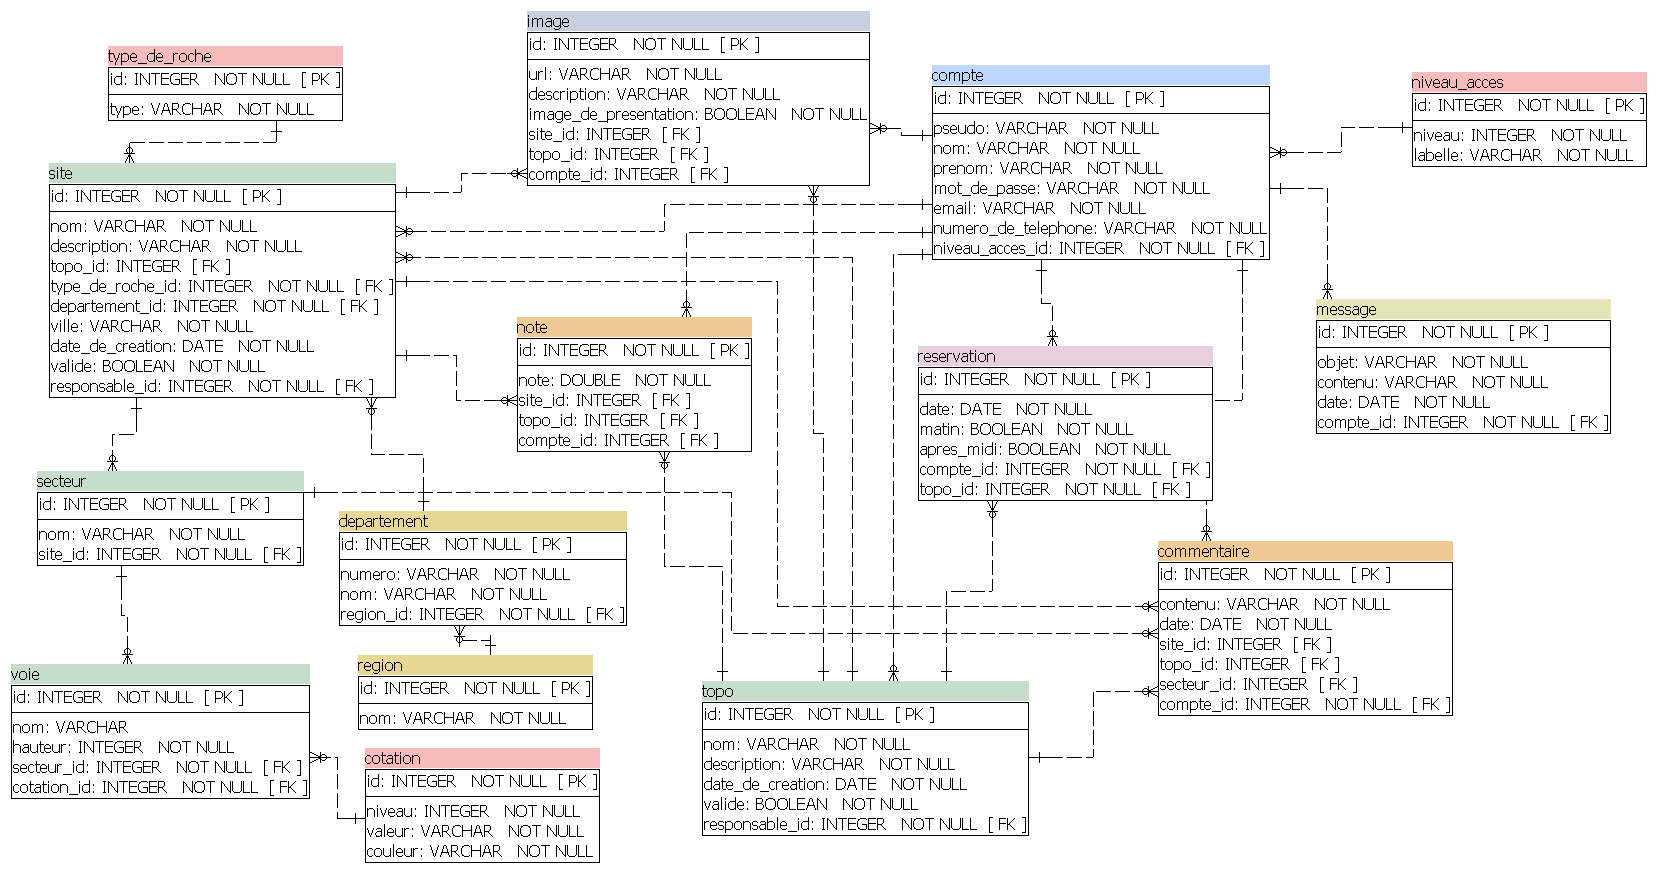 image
id: INTEGER NOT NULL [ PK ]
url: VARCHAR NOT NULL
description: VARCHAR NOT NULL
image_de_presentation: BOOLEAN NOT NULL
site_id: INTEGER [ FK ]
topo_id: INTEGER [ FK ]
compte_id: INTEGER [ FK ]
type_de_roche
id: INTEGER NOT NULL [ PK ]
type: VARCHAR NOT NULL
compte
id: INTEGER NOT NULL [ PK ]
pseudo: VARCHAR NOT NULL
nom: VARCHAR NOT NULL
prenom: VARCHAR NOT NULL
mot_de_passe: VARCHAR NOT NULL
email: VARCHAR NOT NULL
numero_de_telephone: VARCHAR NOT NULL
niveau_acces_id: INTEGER NOT NULL [ FK ]
niveau_acces
id: INTEGER NOT NULL [ PK ]
niveau: INTEGER NOT NULL
labelle: VARCHAR NOT NULL
site
id: INTEGER NOT NULL [ PK ]
nom: VARCHAR NOT NULL
description: VARCHAR NOT NULL
topo_id: INTEGER [ FK ]
type_de_roche_id: INTEGER NOT NULL [ FK ]
departement_id: INTEGER NOT NULL [ FK ]
ville: VARCHAR NOT NULL
date_de_creation: DATE NOT NULL
valide: BOOLEAN NOT NULL
responsable_id: INTEGER NOT NULL [ FK ]
note
id: INTEGER NOT NULL [ PK ]
note: DOUBLE NOT NULL
site_id: INTEGER [ FK ]
topo_id: INTEGER [ FK ]
compte_id: INTEGER [ FK ]
reservation
id: INTEGER NOT NULL [ PK ]
date: DATE NOT NULL
matin: BOOLEAN NOT NULL
apres_midi: BOOLEAN NOT NULL
compte_id: INTEGER NOT NULL [ FK ]
topo_id: INTEGER NOT NULL [ FK ]
message
id: INTEGER NOT NULL [ PK ]
objet: VARCHAR NOT NULL
contenu: VARCHAR NOT NULL
date: DATE NOT NULL
compte_id: INTEGER NOT NULL [ FK ]
secteur
id: INTEGER NOT NULL [ PK ]
nom: VARCHAR NOT NULL
site_id: INTEGER NOT NULL [ FK ]
departement
id: INTEGER NOT NULL [ PK ]
numero: VARCHAR NOT NULL
nom: VARCHAR NOT NULL
region_id: INTEGER NOT NULL [ FK ]
commentaire
id: INTEGER NOT NULL [ PK ]
contenu: VARCHAR NOT NULL
date: DATE NOT NULL
site_id: INTEGER [ FK ]
topo_id: INTEGER [ FK ]
secteur_id: INTEGER [ FK ]
compte_id: INTEGER NOT NULL [ FK ]
voie
id: INTEGER NOT NULL [ PK ]
nom: VARCHAR
hauteur: INTEGER NOT NULL
secteur_id: INTEGER NOT NULL [ FK ]
cotation_id: INTEGER NOT NULL [ FK ]
region
id: INTEGER NOT NULL [ PK ]
nom: VARCHAR NOT NULL
topo
id: INTEGER NOT NULL [ PK ]
nom: VARCHAR NOT NULL
description: VARCHAR NOT NULL
date_de_creation: DATE NOT NULL
valide: BOOLEAN NOT NULL
responsable_id: INTEGER NOT NULL [ FK ]
cotation
id: INTEGER NOT NULL [ PK ]
niveau: INTEGER NOT NULL
valeur: VARCHAR NOT NULL
couleur: VARCHAR NOT NULL